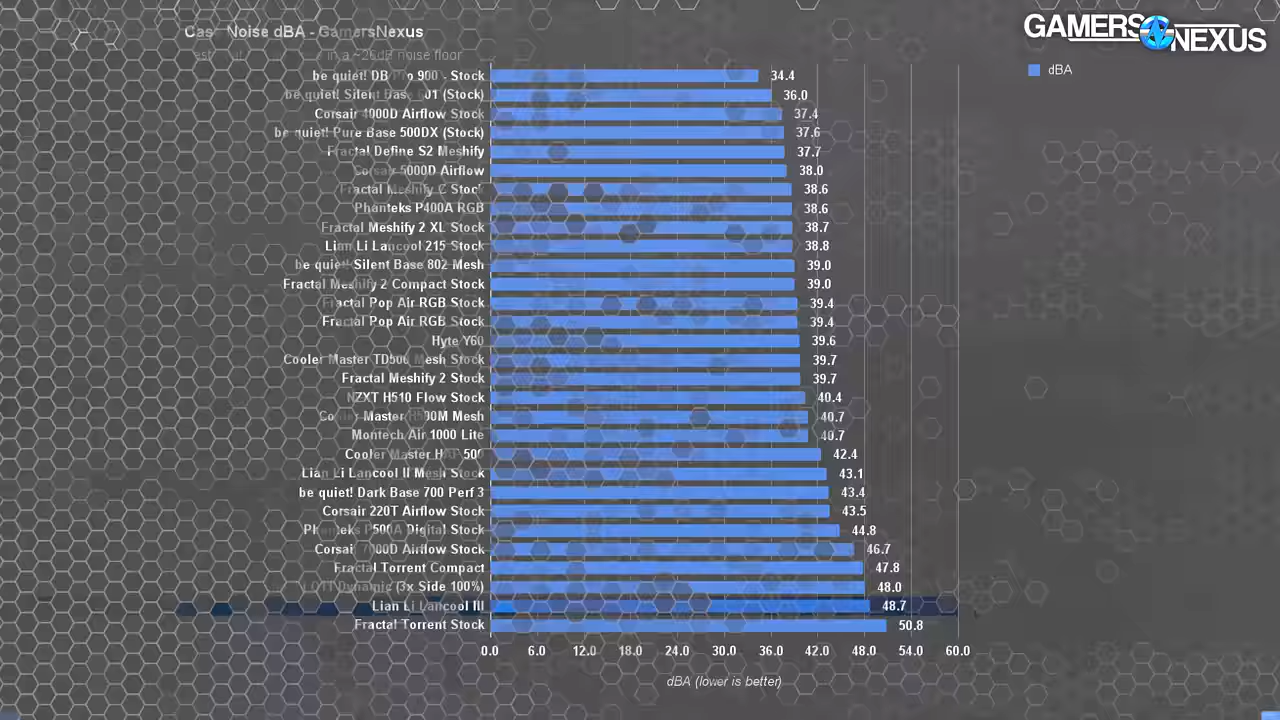 GAMERS NEXUS
Case Noise dBA - GamersNexus
in a ~26dB noise floor
dBA
be quiet! DB Pro 900 - Stock 34.4
be quiet! Silent Base 601 (Stock) 36.0
Corsair 4000D Airflow Stock 37.4
be quiet! Pure Base 500DX (Stock) 37.6
Fractal Define S2 Meshify 37.7
Corsair 5000D Airflow 38.0
Fractal Meshify C Stock 38.6
Phanteks P400A RGB 38.6
Fractal Meshify 2 XL Stock 38.7
Lian Li Lancool 215 Stock 38.8
be quiet! Silent Base 802 Mesh 39.0
Fractal Meshify 2 Compact Stock 39.0
Fractal Pop Air RGB Stock 39.4
Fractal Pop Air RGB Stock 39.4
Hyte Y60 39.6
Cooler Master TD500 Mesh Stock 39.7
Fractal Meshify 2 Stock 39.7
NZXT H510 Flow Stock 40.4
Cooler Master H500M Mesh 40.7
Montech Air 1000 Lite 40.7
Cooler Master HAF 500 42.4
Lian Li Lancool II Mesh Stock 43.1
be quiet! Dark Base 700 Perf 3 43.4
Corsair 220T Airflow Stock 43.5
Phanteks P500A Digital Stock 44.8
Corsair 7000D Airflow Stock 46.7
Fractal Torrent Compact 47.8
O11 Dynamic (3x Side 100%) 48.0
Lian Li Lancool III 48.7
Fractal Torrent Stock 50.8
0.0 6.0 12.0 18.0 24.0 30.0 36.0 42.0 48.0 54.0 60.0
dBA (lower is better)